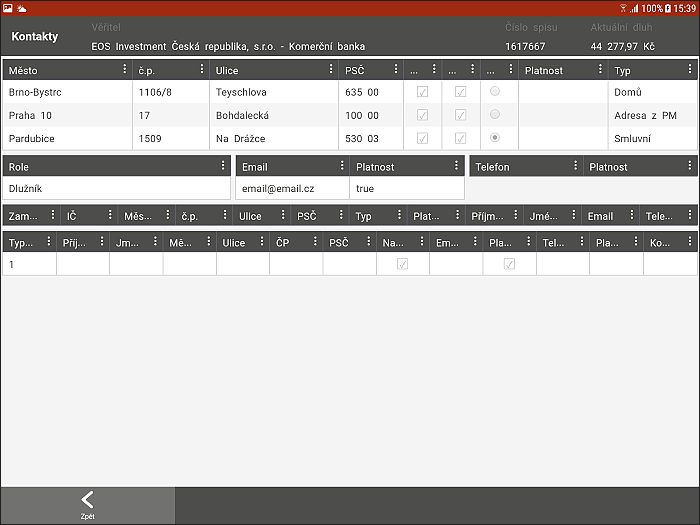 100% 15:39
Kontakty
Věřitel Číslo spisu Aktuální dluh
EOS Investment Česká republika, s.r.o. - Komerční banka 1617667 44 277,97 Kč
Město č.p. Ulice PSČ ... ... ... Platnost Typ
Brno-Bystrc 1106/8 Teyschlova 635 00 Domů
Praha 10 17 Bohdalecká 100 00 Adresa z PM
Pardubice 1509 Na Drážce 530 03 Smluvní
Role Email Platnost Telefon Platnost
Dlužník email@email.cz true
Zam... IČ Měs... č.p. Ulice PSČ Typ Plat... Příjm... Jmé... Email Tele...
Typ... Příj... Jm... Mě... Ulice ČP PSČ Na... Em... Pla... Tel... Pla... Ko...
1
Zpět